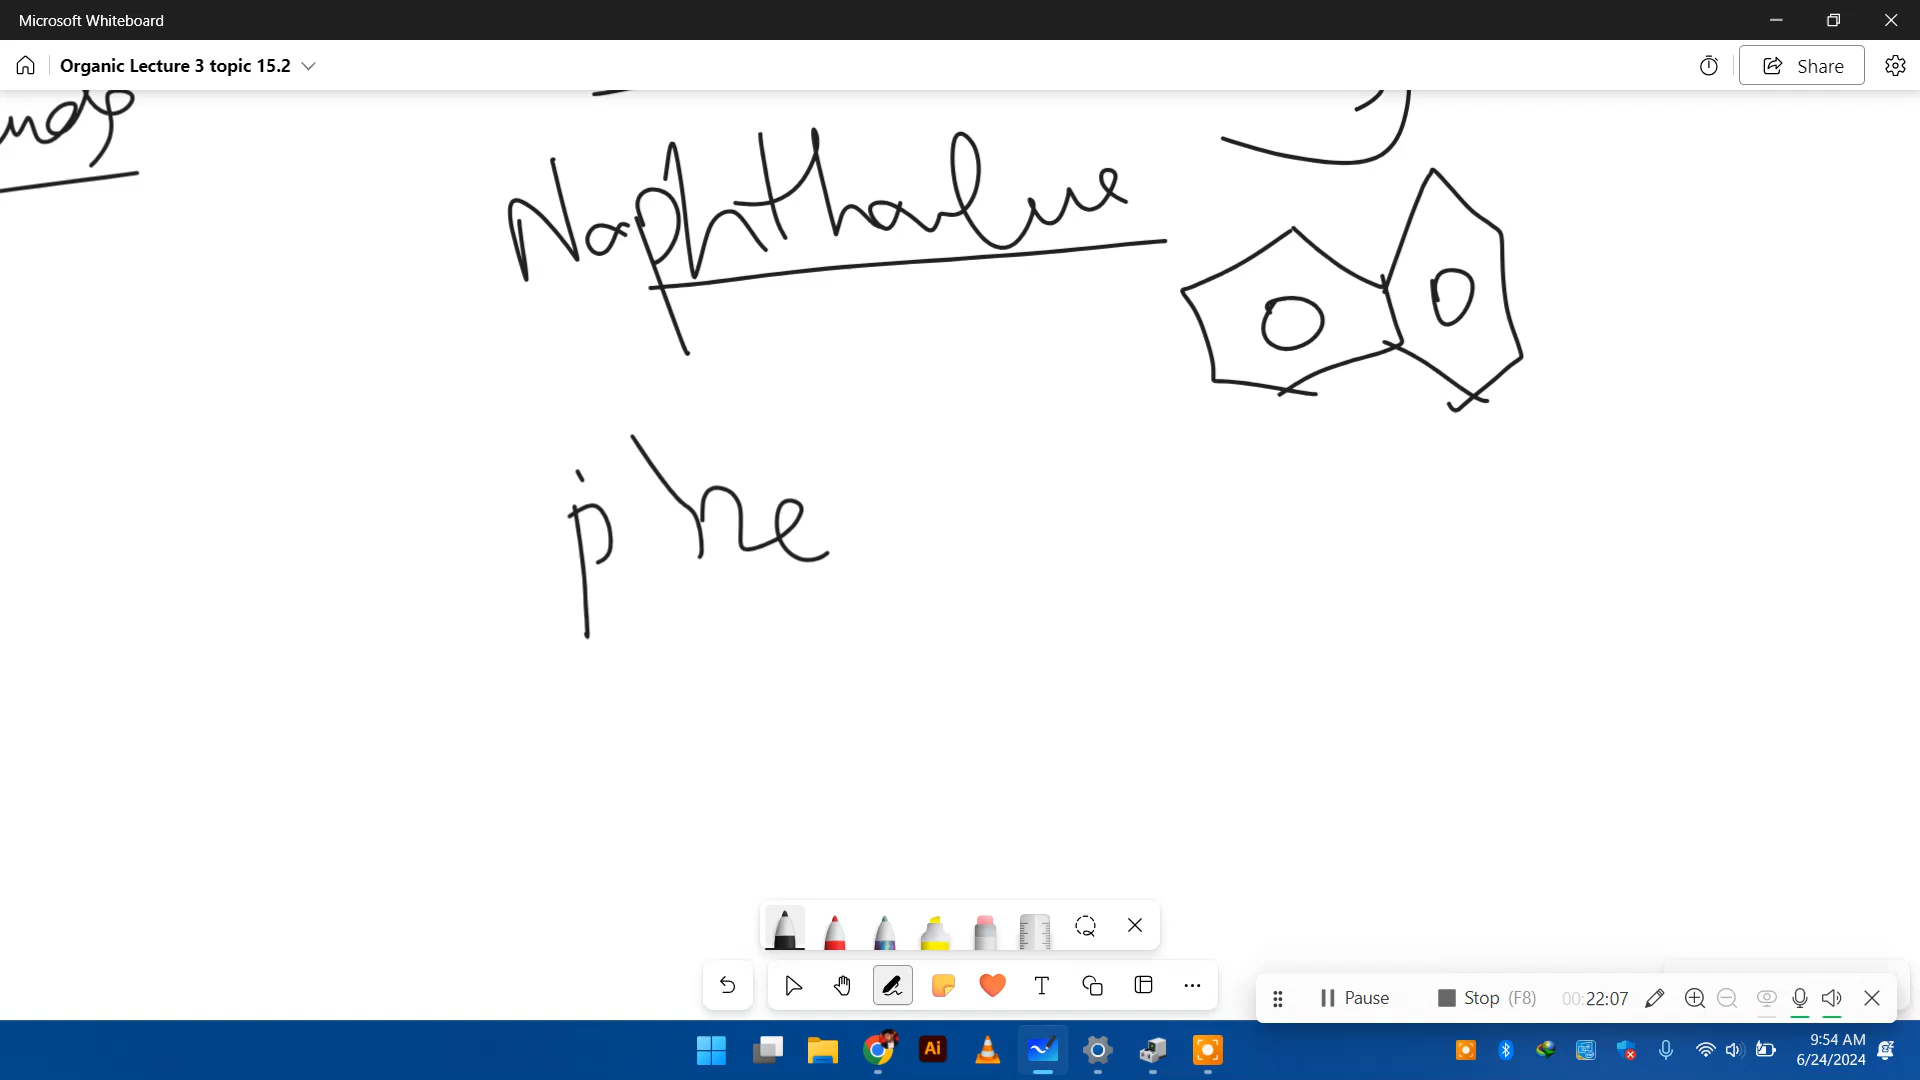 Microsoft Whiteboard
Organic Lecture 3 topic 15.2
Share
Naphthalene
phe
Pause
Stop (F8)
00:22:07
Ai
9:54 AM
6/24/2024